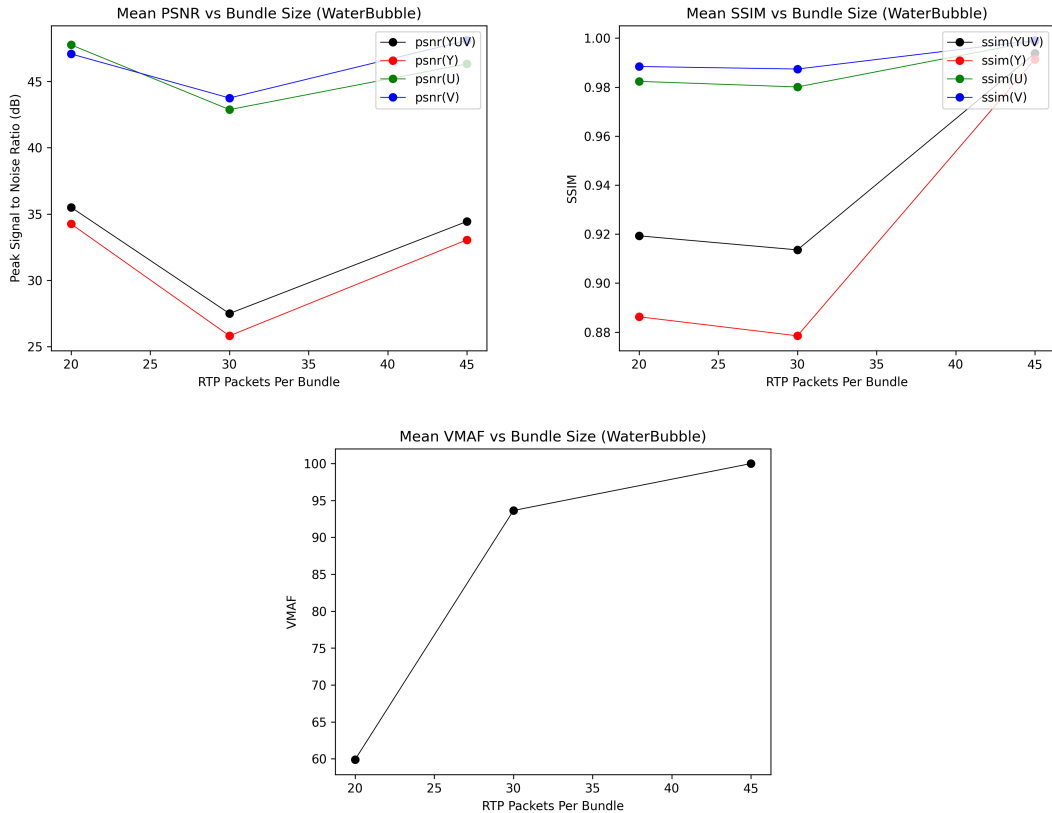 Mean PSNR vs Bundle Size (WaterBubble)
Peak Signal to Noise Ratio (dB)
45
40
35
30
25
20 25 30 35 40 45
RTP Packets Per Bundle
psnr(YUV)
psnr(Y)
psnr(U)
psnr(V)
Mean SSIM vs Bundle Size (WaterBubble)
SSIM
1.00
0.98
0.96
0.94
0.92
0.90
0.88
20 25 30 35 40 45
RTP Packets Per Bundle
ssim(YUV)
ssim(Y)
ssim(U)
ssim(V)
Mean VMAF vs Bundle Size (WaterBubble)
VMAF
100
95
90
85
80
75
70
65
60
20 25 30 35 40 45
RTP Packets Per Bundle